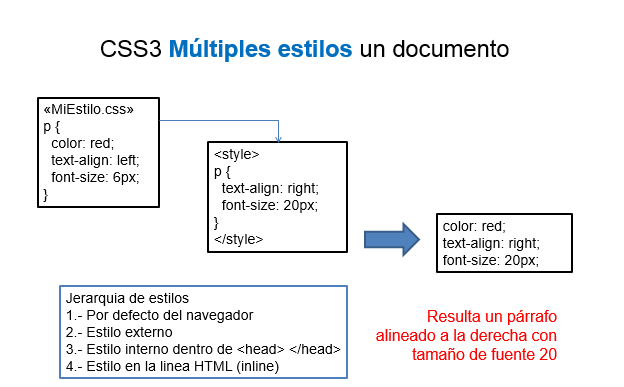 CSS3 Múltiples estilos un documento
«MiEstilo.css»
p {
color: red;
text-align: left;
font-size: 6px;
}
<style>
p {
text-align: right;
font-size: 20px;
}
</style>
color: red;
text-align: right;
font-size: 20px;
Jerarquia de estilos
1.- Por defecto del navegador
2.- Estilo externo
3.- Estilo interno dentro de <head> </head>
4.- Estilo en la linea HTML (inline)
Resulta un párrafo
alineado a la derecha con
tamaño de fuente 20